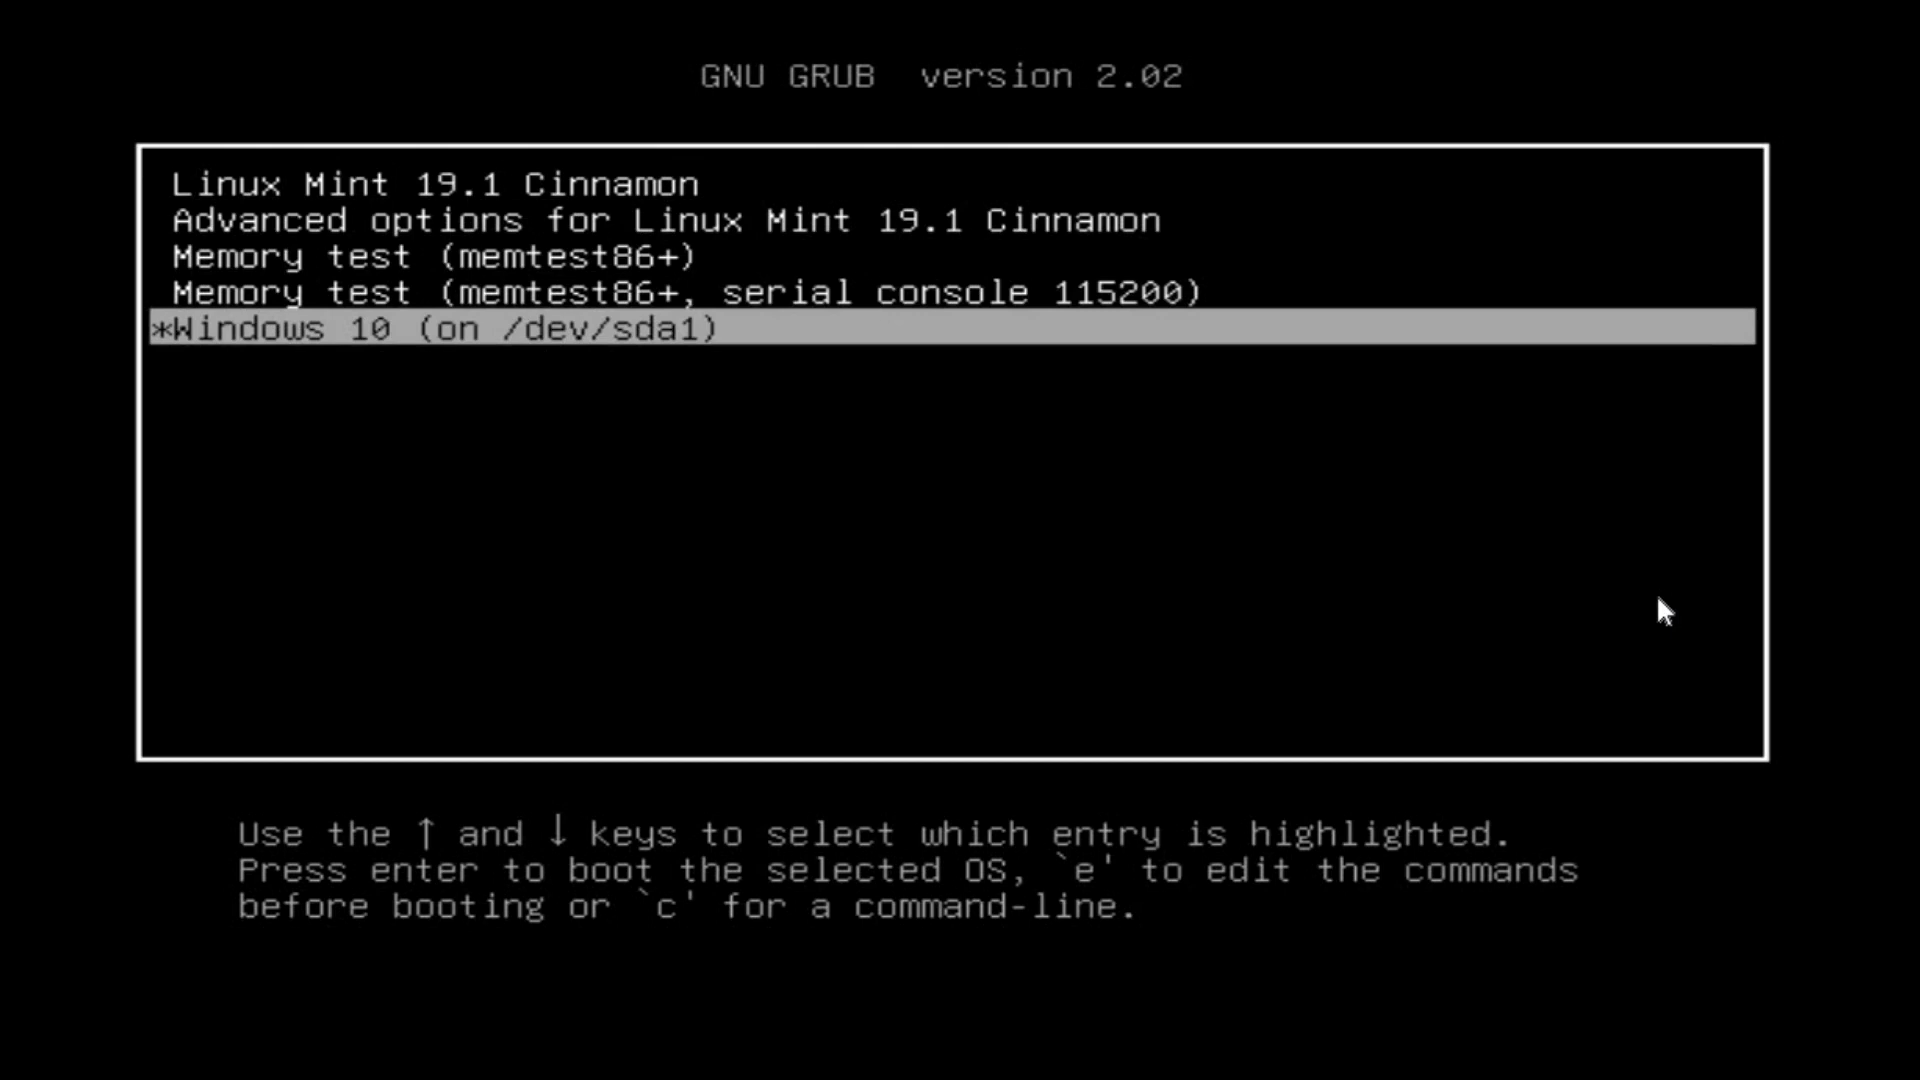 GNU GRUB  version 2.02
Linux Mint 19.1 Cinnamon
Advanced options for Linux Mint 19.1 Cinnamon
Memory test (memtest86+)
Memory test (memtest86+, serial console 115200)
*Windows 10 (on /dev/sda1)
Use the ↑ and ↓ keys to select which entry is highlighted.
Press enter to boot the selected OS, `e' to edit the commands
before booting or `c' for a command-line.